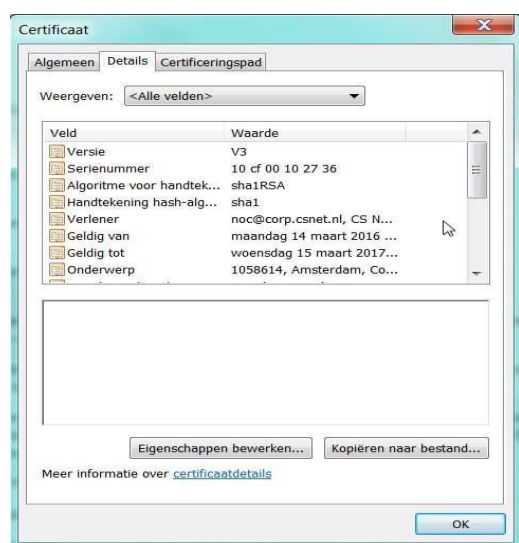 Certificaat
Algemeen Details Certificeringspad
Weergeven: <Alle velden>
Veld Waarde
Versie V3
Serienummer 10 cf 00 10 27 36
Algoritme voor handtek... sha1RSA
Handtekening hash-alg... sha1
Verlener noc@corp.csnet.nl, CS N...
Geldig van maandag 14 maart 2016 ...
Geldig tot woensdag 15 maart 2017...
Onderwerp 1058614, Amsterdam, Co...
Eigenschappen bewerken... Kopiëren naar bestand...
Meer informatie over certificaatdetails
OK